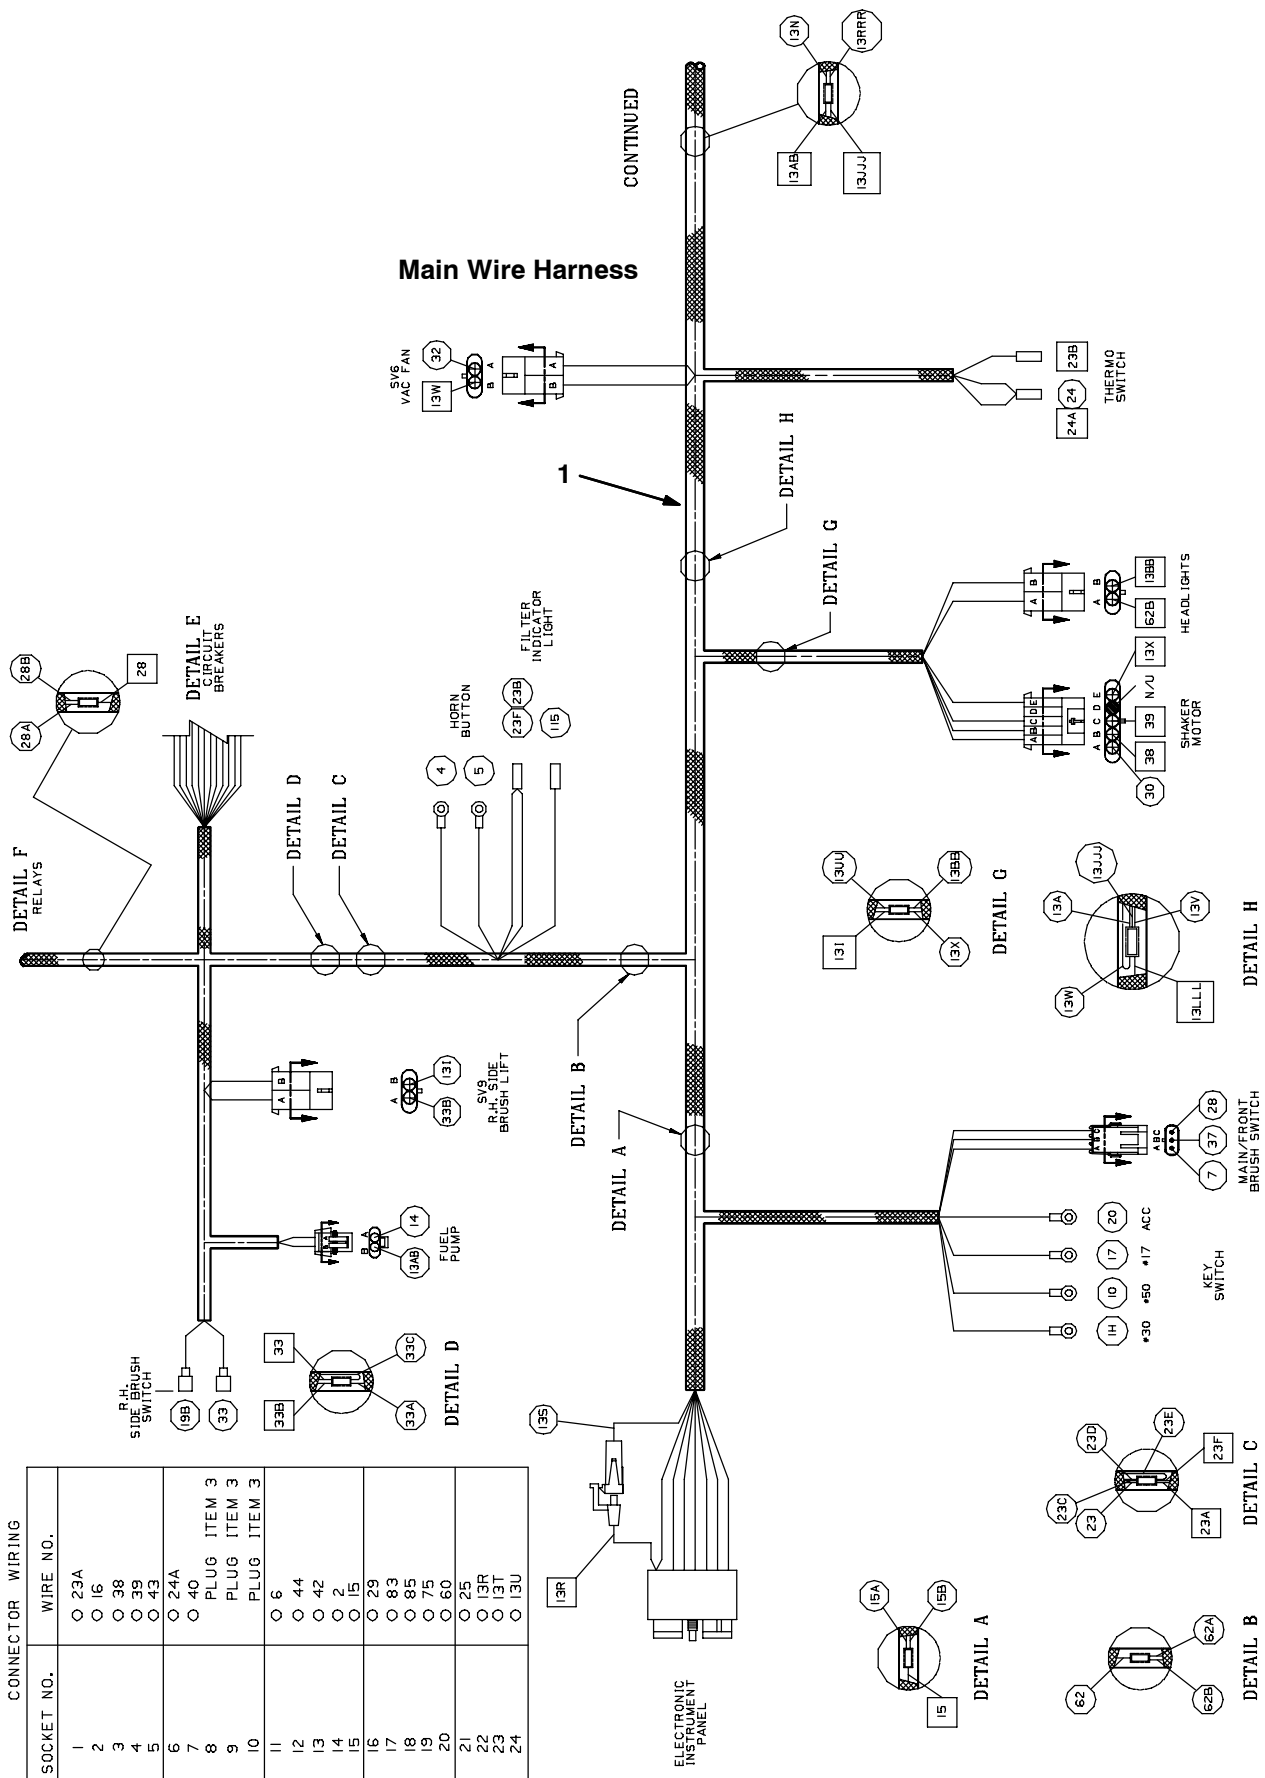 CONNECTOR WIRING
SOCKET NO. WIRE NO.
1 23A
2 16
3 38
4 39
5 43
6 24A
7 40
8 PLUG ITEM 3
9 PLUG ITEM 3
10 PLUG ITEM 3
11 6
12 44
13 42
14 2
15 15
16 29
17 83
18 85
19 75
20 60
21 25
22 13R
23 13T
24 13U
Main Wire Harness
1
CONTINUED
13N
13RRR
13AB
13JJJ
SV6
VAC FAN
13W
32
B A
B A
23B
24
24A
THERMO
SWITCH
DETAIL H
DETAIL G
A B
A B
62B
13BB
HEADLIGHTS
A B C D E
A B C D E
30
38
39
N/U
13X
SHAKER
MOTOR
DETAIL F
RELAYS
28A
28B
28
DETAIL E
CIRCUIT
BREAKERS
DETAIL D
DETAIL C
HORN
BUTTON
4
5
23F
23B
115
FILTER
INDICATOR
LIGHT
DETAIL B
DETAIL A
A B
A B
33B
13I
SV9
R.H. SIDE
BRUSH LIFT
B A
13AB
14
FUEL
PUMP
R.H.
SIDE BRUSH
SWITCH
19B
33
33B
33
33A
33C
DETAIL D
13I
13UU
13X
13BB
DETAIL G
13W
13A
13JJJ
13LLL
13V
DETAIL H
A B C
A B C
7
37
28
MAIN/FRONT
BRUSH SWITCH
1H
10
17
20
#30
#50
#17
ACC
KEY
SWITCH
13R
13S
ELECTRONIC
INSTRUMENT
PANEL
15
15A
15B
DETAIL A
62
62B
62A
DETAIL B
23C
23
23D
23E
23A
23F
DETAIL C